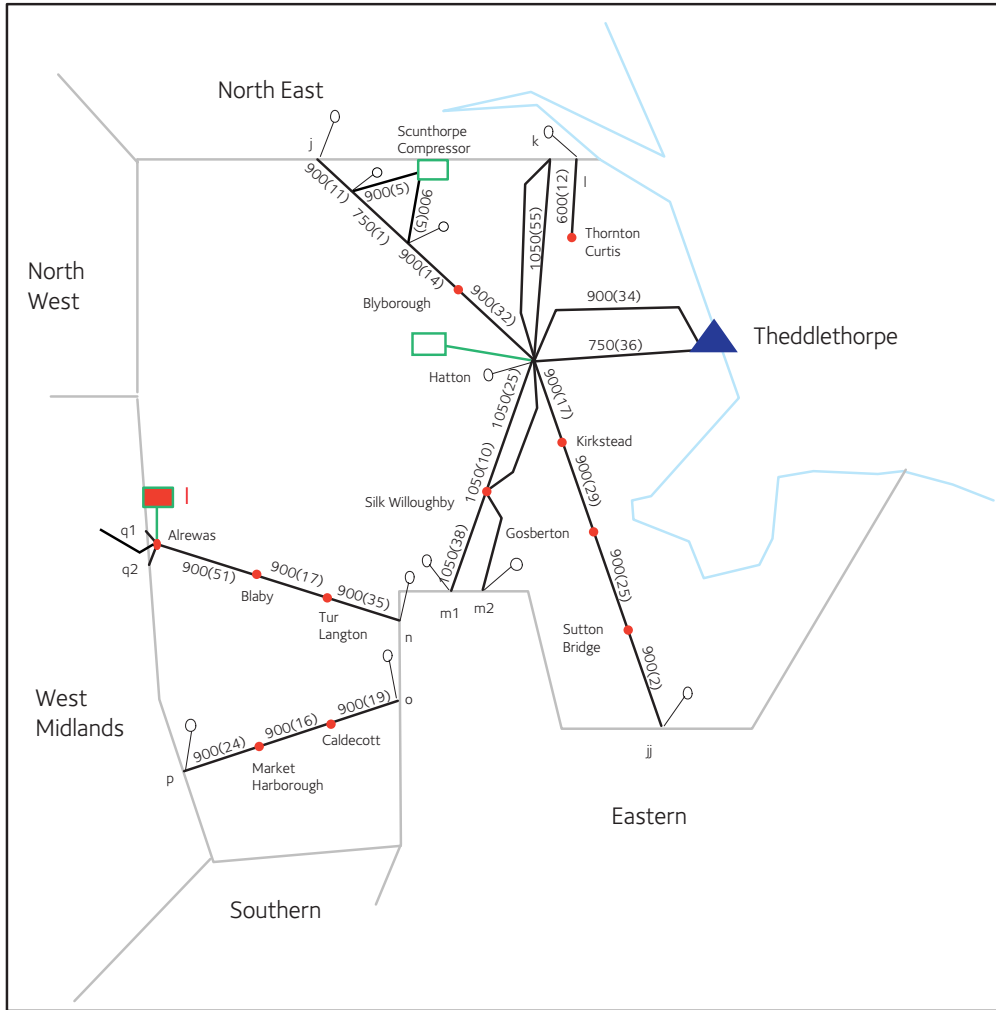 North East
Scunthorpe
Compressor
j
k
l
900(11)
900(5)
900(5)
750(1)
900(14)
1050(55)
600(12)
Thornton
Curtis
North
West
Blyborough
900(32)
900(34)
750(36)
Theddlethorpe
Hatton
1050(25)
900(17)
Kirkstead
1050(10)
900(29)
l
Silk Willoughby
Gosberton
q1
Alrewas
q2
900(51)
900(17)
900(35)
Blaby
Tur
Langton
n
1050(38)
m1
m2
900(25)
Sutton
Bridge
900(2)
jj
West
Midlands
o
900(19)
900(16)
900(24)
Caldecott
Market
Harborough
p
Eastern
Southern